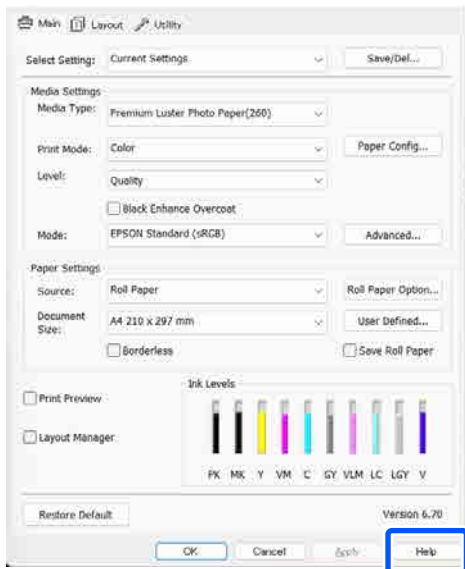 Main Layout Utility
Select Setting: Current Settings Save/Del...
Media Settings
Media Type: Premium Luster Photo Paper(260)
Print Mode: Color Paper Config...
Level: Quality
Black Enhance Overcoat
Mode: EPSON Standard (sRGB) Advanced...
Paper Settings
Source: Roll Paper Roll Paper Option...
Document Size: A4 210 x 297 mm User Defined...
Borderless Save Roll Paper
Ink Levels
Print Preview
Layout Manager
PK MK Y VM C GY VLM LC LGY V
Restore Default Version 6.70
OK Cancel Apply Help